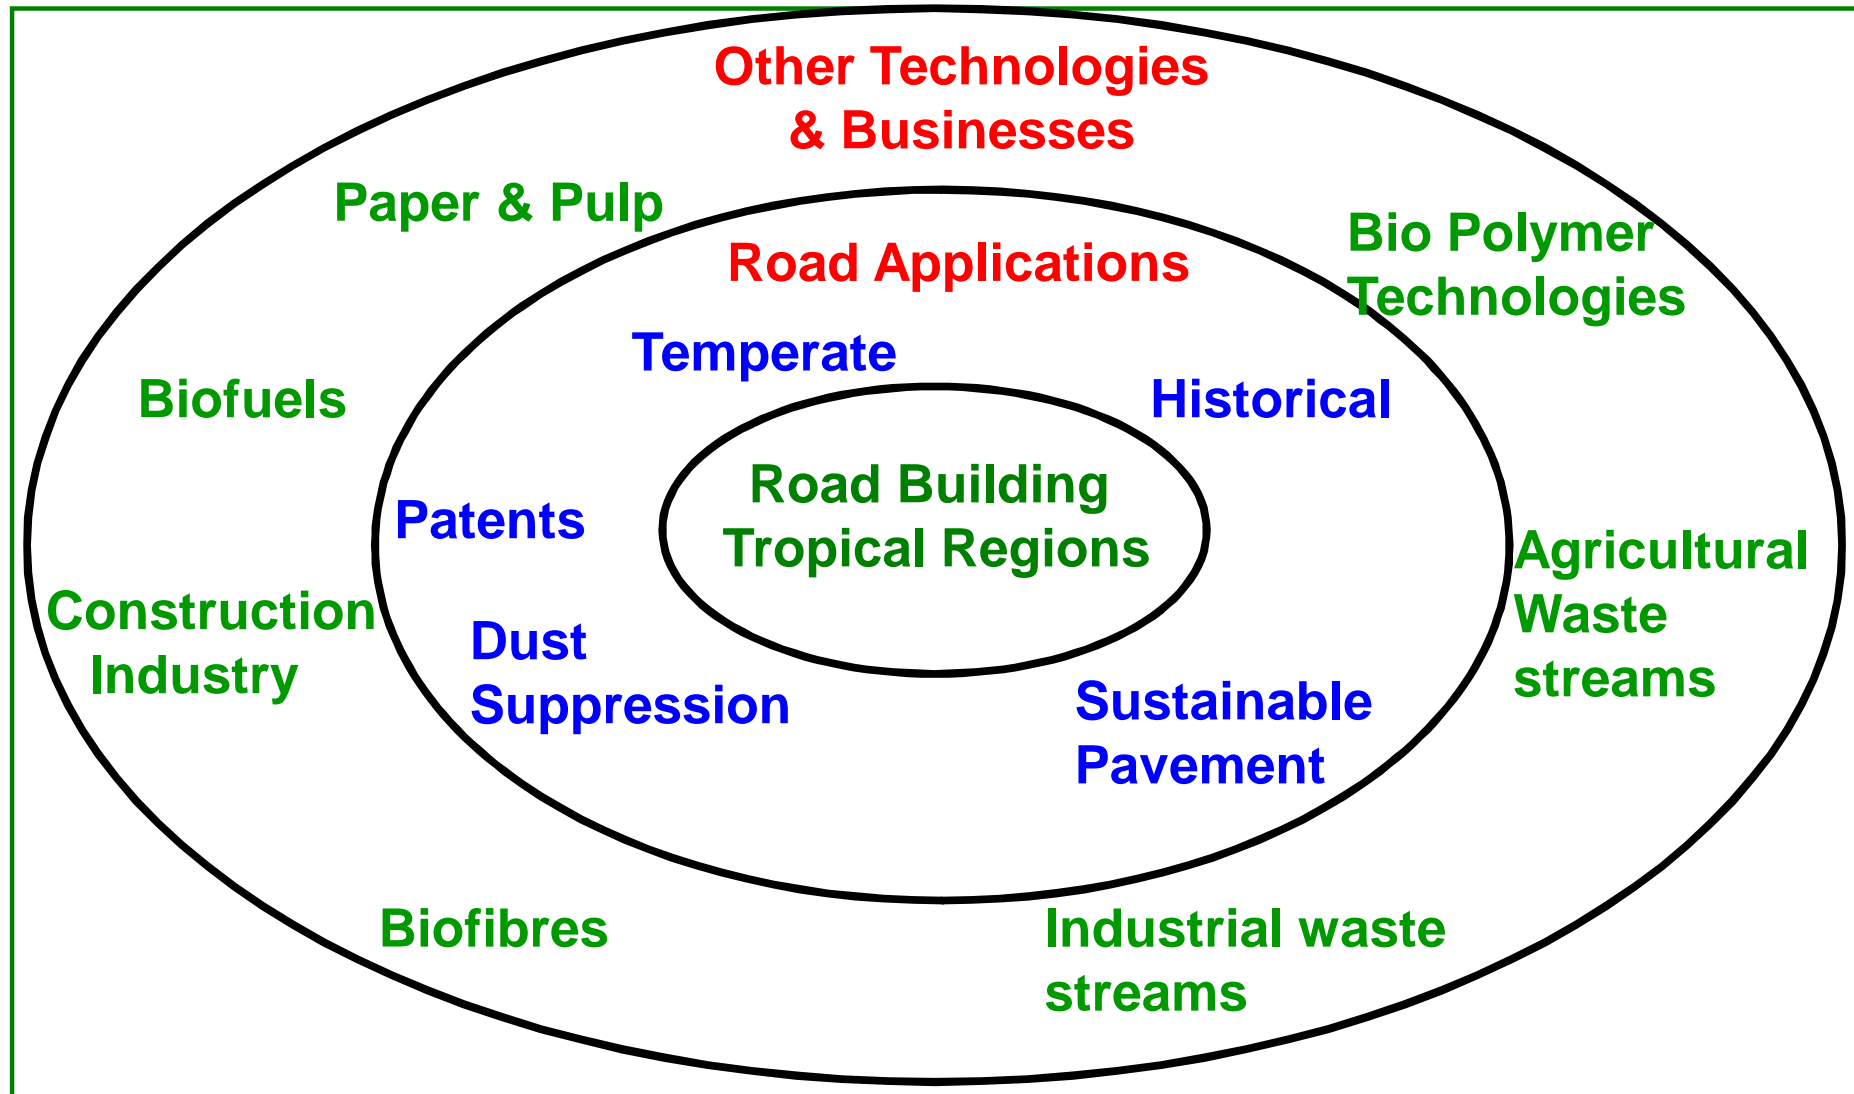 Other Technologies
& Businesses
Paper & Pulp
Bio Polymer
Technologies
Road Applications
Temperate
Historical
Biofuels
Road Building
Tropical Regions
Patents
Agricultural
Waste
streams
Construction
Industry
Dust
Suppression
Sustainable
Pavement
Biofibres
Industrial waste
streams